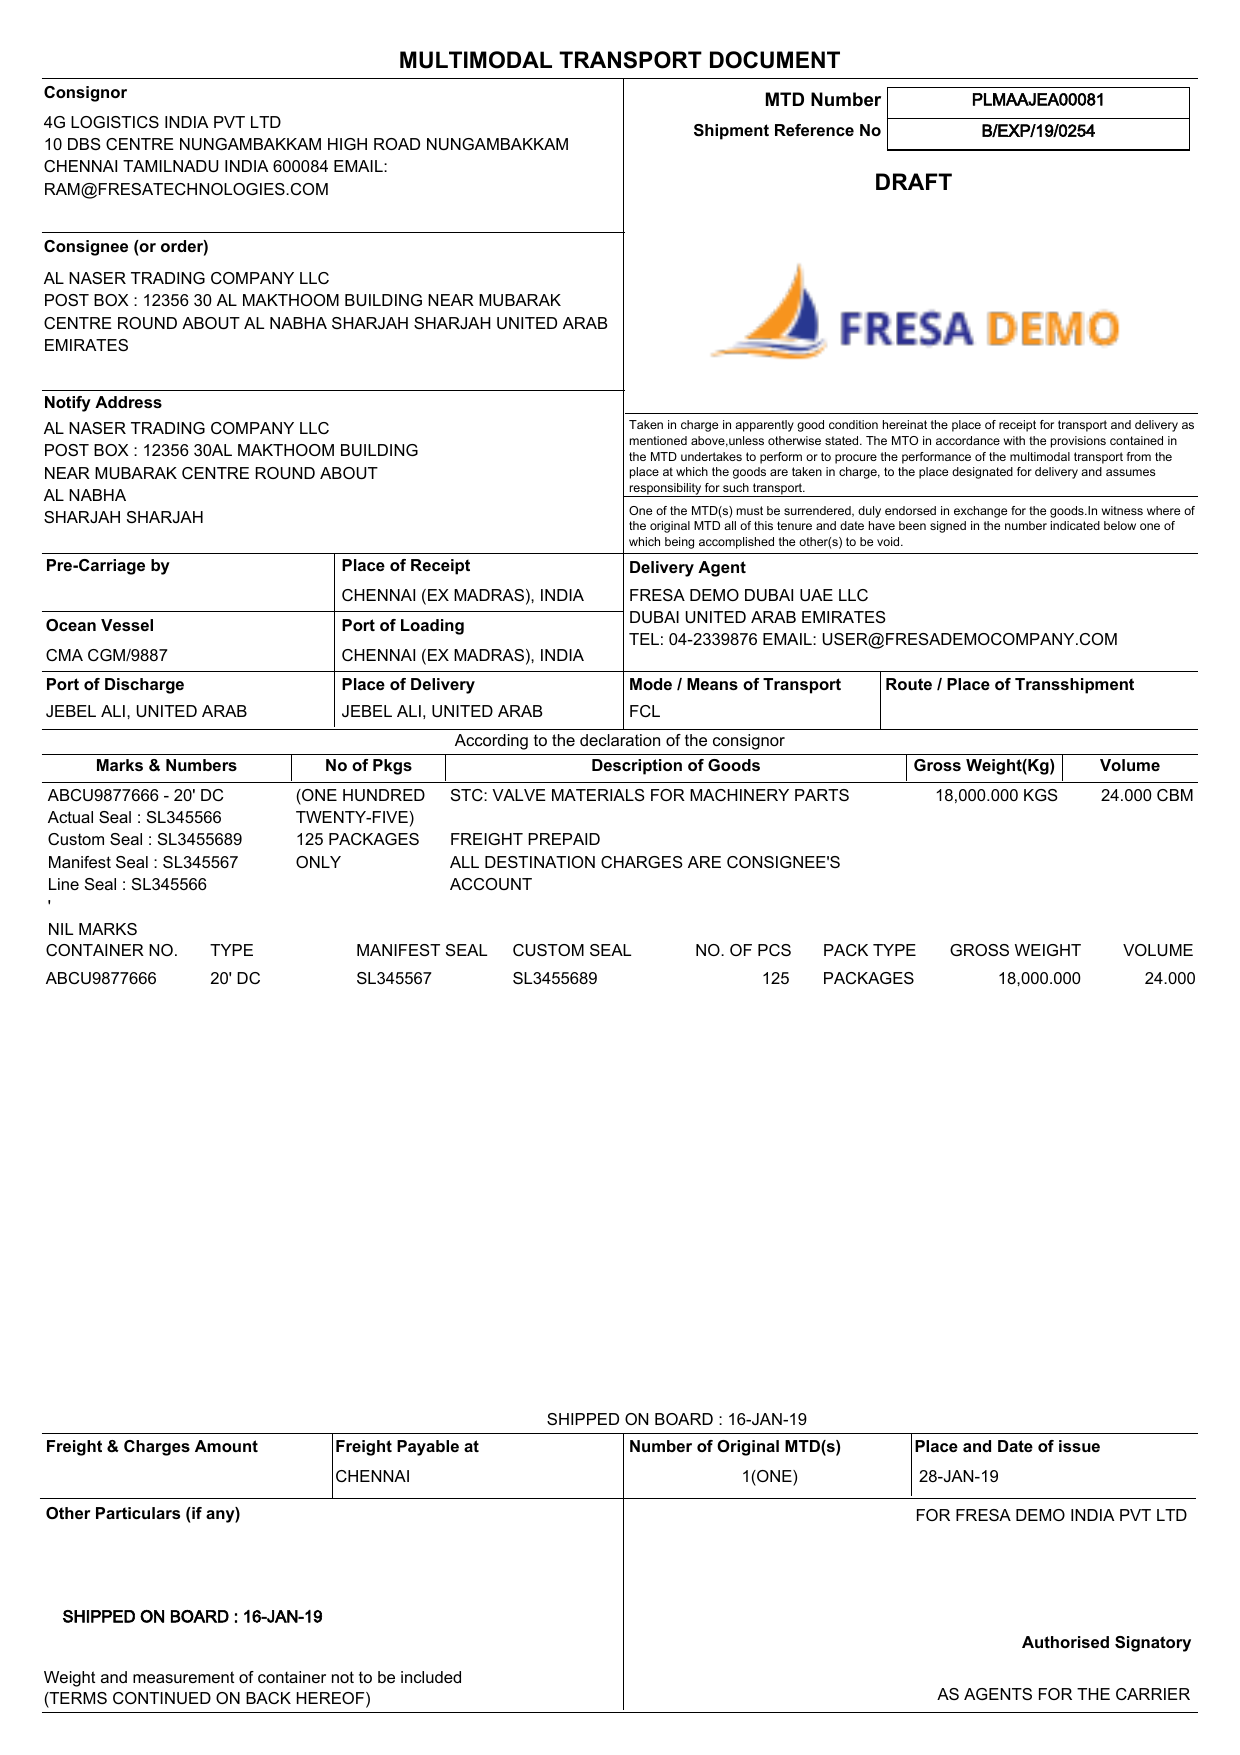 MULTIMODAL TRANSPORT DOCUMENT
Consignor
4G LOGISTICS INDIA PVT LTD
10 DBS CENTRE NUNGAMBAKKAM HIGH ROAD NUNGAMBAKKAM
CHENNAI TAMILNADU INDIA 600084 EMAIL:
RAM@FRESATECHNOLOGIES.COM
MTD Number PLMAAJEA00081
Shipment Reference No B/EXP/19/0254
DRAFT
Consignee (or order)
AL NASER TRADING COMPANY LLC
POST BOX : 12356 30 AL MAKTHOOM BUILDING NEAR MUBARAK
CENTRE ROUND ABOUT AL NABHA SHARJAH SHARJAH UNITED ARAB
EMIRATES
FRESA DEMO
Notify Address
AL NASER TRADING COMPANY LLC
POST BOX : 12356 30AL MAKTHOOM BUILDING
NEAR MUBARAK CENTRE ROUND ABOUT
AL NABHA
SHARJAH SHARJAH
Taken in charge in apparently good condition hereinat the place of receipt for transport and delivery as
mentioned above,unless otherwise stated. The MTO in accordance with the provisions contained in
the MTD undertakes to perform or to procure the performance of the multimodal transport from the
place at which the goods are taken in charge, to the place designated for delivery and assumes
responsibility for such transport.
One of the MTD(s) must be surrendered, duly endorsed in exchange for the goods.In witness where of
the original MTD all of this tenure and date have been signed in the number indicated below one of
which being accomplished the other(s) to be void.
Pre-Carriage by
Place of Receipt
CHENNAI (EX MADRAS), INDIA
Delivery Agent
FRESA DEMO DUBAI UAE LLC
DUBAI UNITED ARAB EMIRATES
TEL: 04-2339876 EMAIL: USER@FRESADEMOCOMPANY.COM
Ocean Vessel
CMA CGM/9887
Port of Loading
CHENNAI (EX MADRAS), INDIA
Port of Discharge
JEBEL ALI, UNITED ARAB
Place of Delivery
JEBEL ALI, UNITED ARAB
Mode / Means of Transport
FCL
Route / Place of Transshipment
According to the declaration of the consignor
Marks & Numbers No of Pkgs Description of Goods Gross Weight(Kg) Volume
ABCU9877666 - 20' DC (ONE HUNDRED STC: VALVE MATERIALS FOR MACHINERY PARTS 18,000.000 KGS 24.000 CBM
Actual Seal : SL345566 TWENTY-FIVE)
Custom Seal : SL3455689 125 PACKAGES FREIGHT PREPAID
Manifest Seal : SL345567 ONLY ALL DESTINATION CHARGES ARE CONSIGNEE'S
Line Seal : SL345566 ACCOUNT
'
NIL MARKS
CONTAINER NO. TYPE MANIFEST SEAL CUSTOM SEAL NO. OF PCS PACK TYPE GROSS WEIGHT VOLUME
ABCU9877666 20' DC SL345567 SL3455689 125 PACKAGES 18,000.000 24.000
SHIPPED ON BOARD : 16-JAN-19
Freight & Charges Amount
Freight Payable at
CHENNAI
Number of Original MTD(s)
1(ONE)
Place and Date of issue
28-JAN-19
Other Particulars (if any)
FOR FRESA DEMO INDIA PVT LTD
SHIPPED ON BOARD : 16-JAN-19
Authorised Signatory
Weight and measurement of container not to be included
(TERMS CONTINUED ON BACK HEREOF)
AS AGENTS FOR THE CARRIER